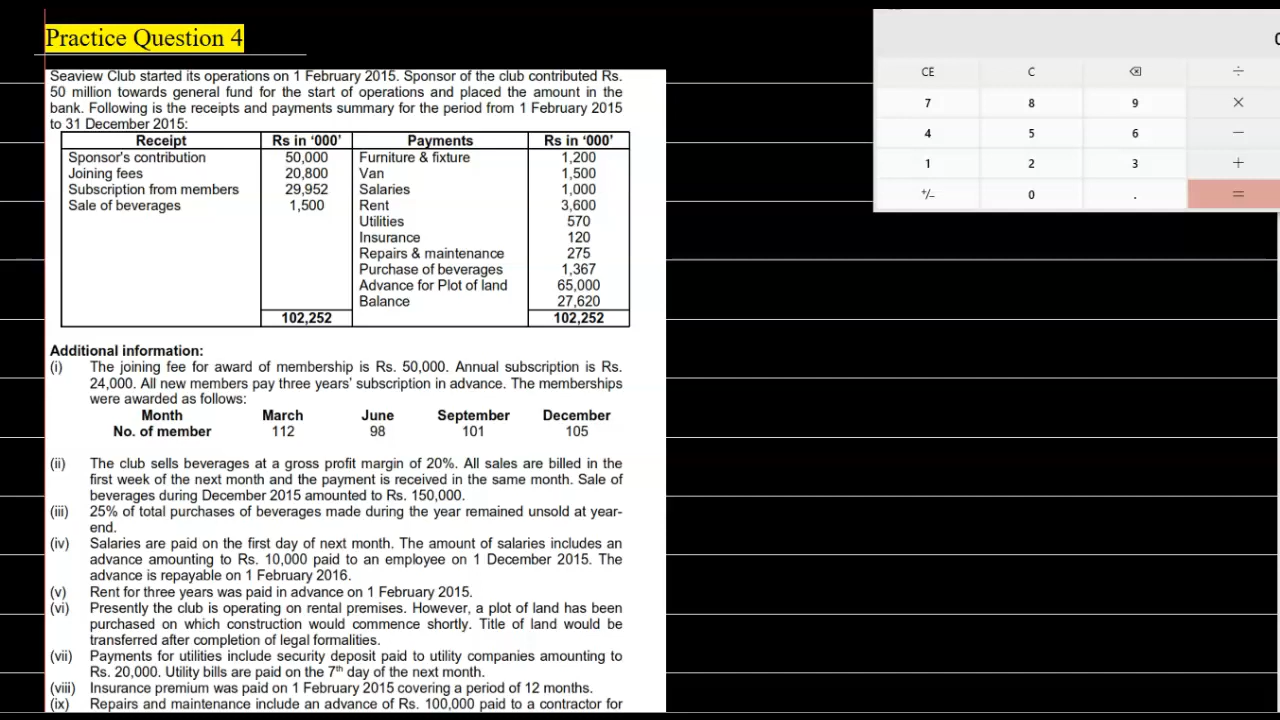 Practice Question 4
Seaview Club started its operations on 1 February 2015. Sponsor of the club contributed Rs.
50 million towards general fund for the start of operations and placed the amount in the
bank. Following is the receipts and payments summary for the period from 1 February 2015
to 31 December 2015:
Receipt Rs in ‘000’ Payments Rs in ‘000’
Sponsor's contribution 50,000 Furniture & fixture 1,200
Joining fees 20,800 Van 1,500
Subscription from members 29,952 Salaries 1,000
Sale of beverages 1,500 Rent 3,600
Utilities 570
Insurance 120
Repairs & maintenance 275
Purchase of beverages 1,367
Advance for Plot of land 65,000
Balance 27,620
102,252 102,252
Additional information:
(i) The joining fee for award of membership is Rs. 50,000. Annual subscription is Rs.
24,000. All new members pay three years’ subscription in advance. The memberships
were awarded as follows:
Month March June September December
No. of member 112 98 101 105
(ii) The club sells beverages at a gross profit margin of 20%. All sales are billed in the
first week of the next month and the payment is received in the same month. Sale of
beverages during December 2015 amounted to Rs. 150,000.
(iii) 25% of total purchases of beverages made during the year remained unsold at year-
end.
(iv) Salaries are paid on the first day of next month. The amount of salaries includes an
advance amounting to Rs. 10,000 paid to an employee on 1 December 2015. The
advance is repayable on 1 February 2016.
(v) Rent for three years was paid in advance on 1 February 2015.
(vi) Presently the club is operating on rental premises. However, a plot of land has been
purchased on which construction would commence shortly. Title of land would be
transferred after completion of legal formalities.
(vii) Payments for utilities include security deposit paid to utility companies amounting to
Rs. 20,000. Utility bills are paid on the 7th day of the next month.
(viii) Insurance premium was paid on 1 February 2015 covering a period of 12 months.
(ix) Repairs and maintenance include an advance of Rs. 100,000 paid to a contractor for
CE C ⌫ ÷
7 8 9 ×
4 5 6 −
1 2 3 +
+/− 0 . =